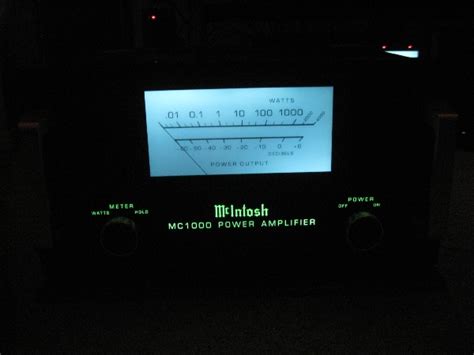 WATTS
.01 0.1 1 10 100 1000
-50 -40 -30 -20 -10 0 +6
DECIBELS
POWER OUTPUT
METER
WATTS HOLD
POWER
OFF ON
McIntosh
MC1000 POWER AMPLIFIER